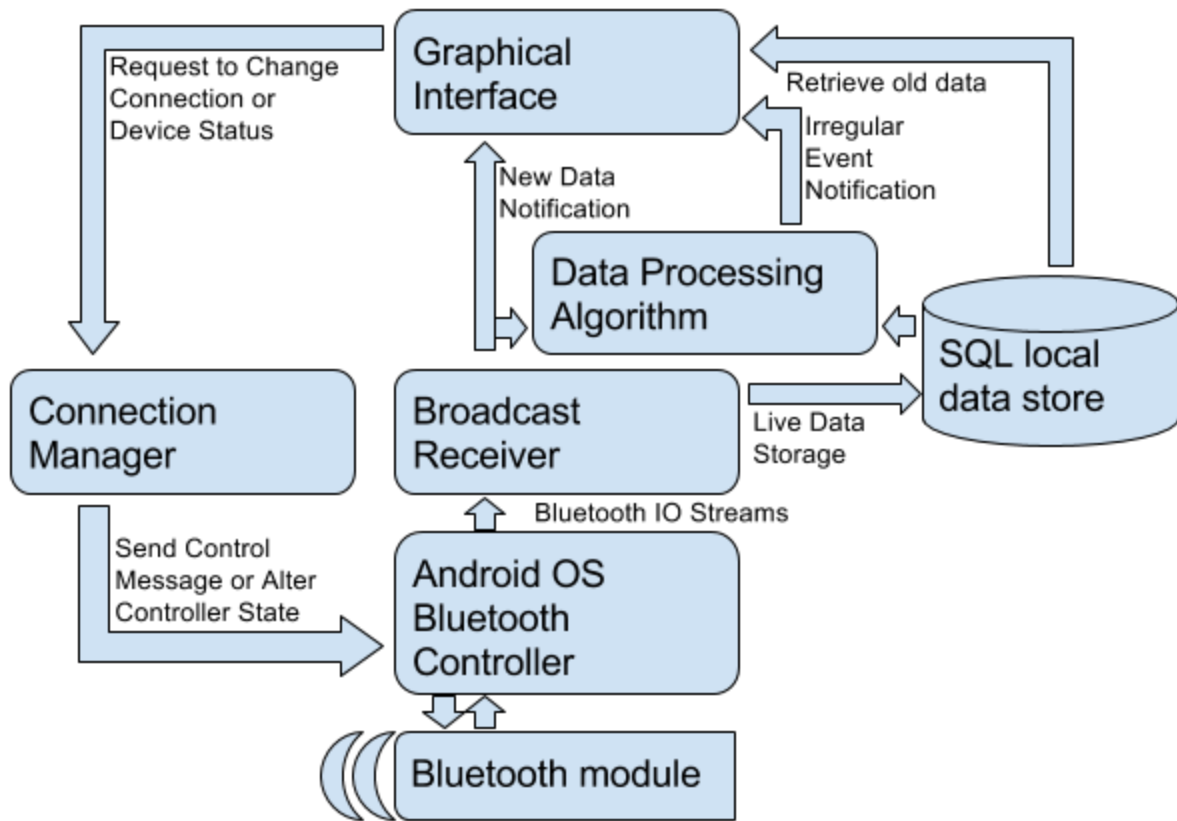 Graphical
Interface
Request to Change
Connection or
Device Status
Retrieve old data
Irregular
Event
Notification
New Data
Notification
Data Processing
Algorithm
SQL local
data store
Connection
Manager
Broadcast
Receiver
Live Data
Storage
Bluetooth IO Streams
Send Control
Message or Alter
Controller State
Android OS
Bluetooth
Controller
Bluetooth module